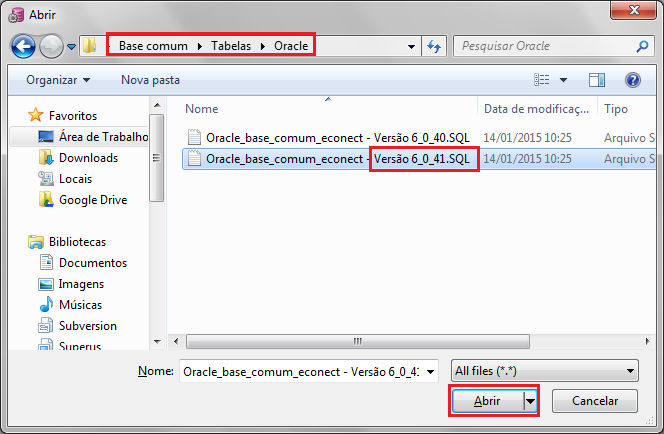 Abrir
Base comum Tabelas Oracle
Pesquisar Oracle
Organizar Nova pasta
Nome Data de modificaç... Tipo
Oracle_base_comum_econect - Versão 6_0_40.SQL 14/01/2015 10:25 Arquivo S
Oracle_base_comum_econect - Versão 6_0_41.SQL 14/01/2015 10:25 Arquivo S
Favoritos
Área de Trabalho
Downloads
Locais
Google Drive
Bibliotecas
Documentos
Imagens
Músicas
Subversion
Superus
Nome: Oracle_base_comum_econect - Versão 6_0_41 All files (*.*)
Abrir Cancelar